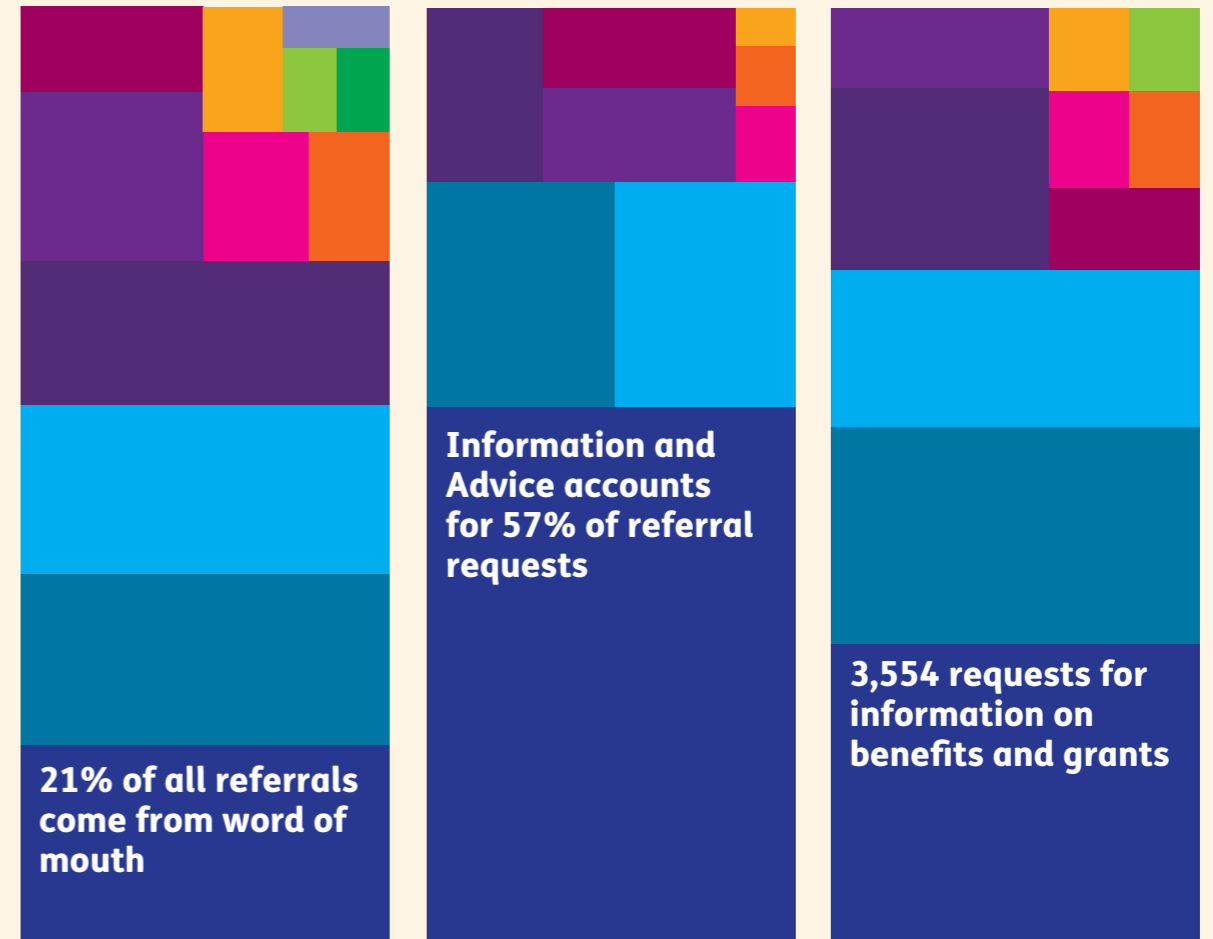 21% of all referrals
come from word of
mouth
Information and
Advice accounts
for 57% of referral
requests
3,554 requests for
information on
benefits and grants